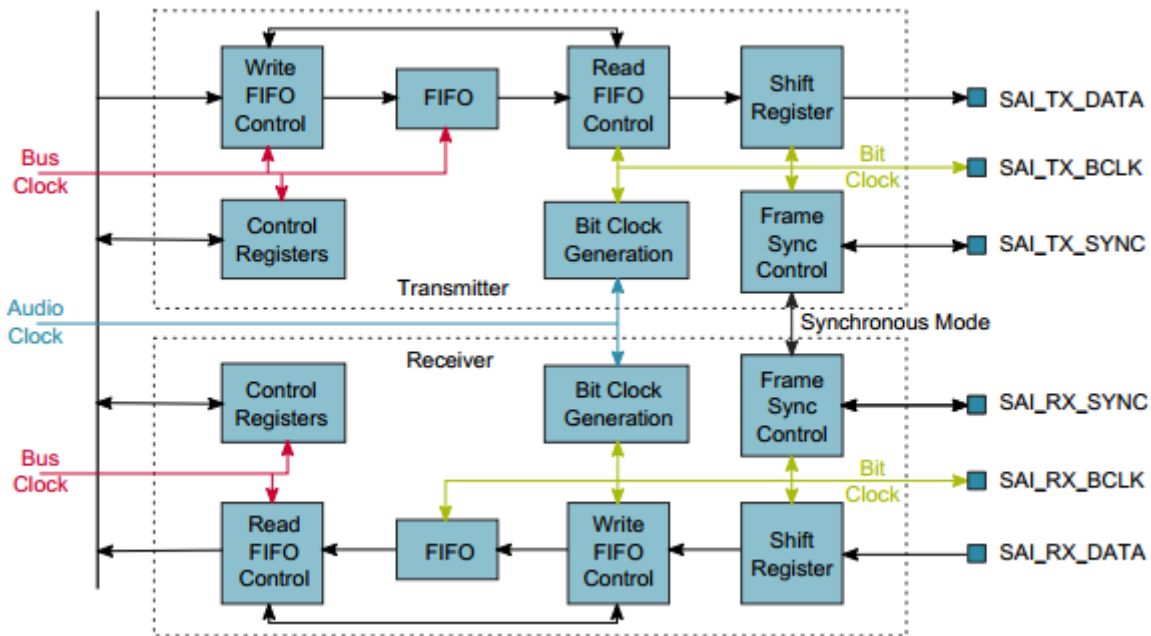 Write
FIFO
Control
FIFO
Read
FIFO
Control
Shift
Register
SAI_TX_DATA
Bus
Clock
Bit
Clock
SAI_TX_BCLK
Control
Registers
Bit Clock
Generation
Frame
Sync
Control
SAI_TX_SYNC
Transmitter
Audio
Clock
Synchronous Mode
Receiver
Control
Registers
Bit Clock
Generation
Frame
Sync
Control
SAI_RX_SYNC
Bus
Clock
Bit
Clock
SAI_RX_BCLK
Read
FIFO
Control
FIFO
Write
FIFO
Control
Shift
Register
SAI_RX_DATA